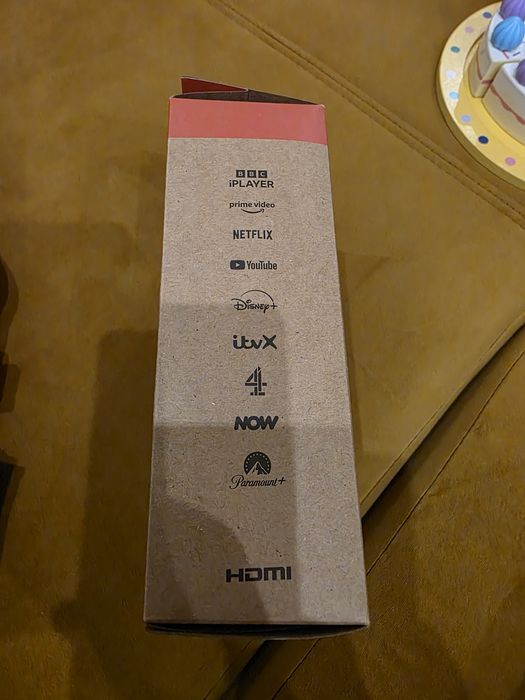 BBC
iPLAYER
prime video
NETFLIX
YouTube
Disney+
itvX
4
NOW
Paramount+
HDMI